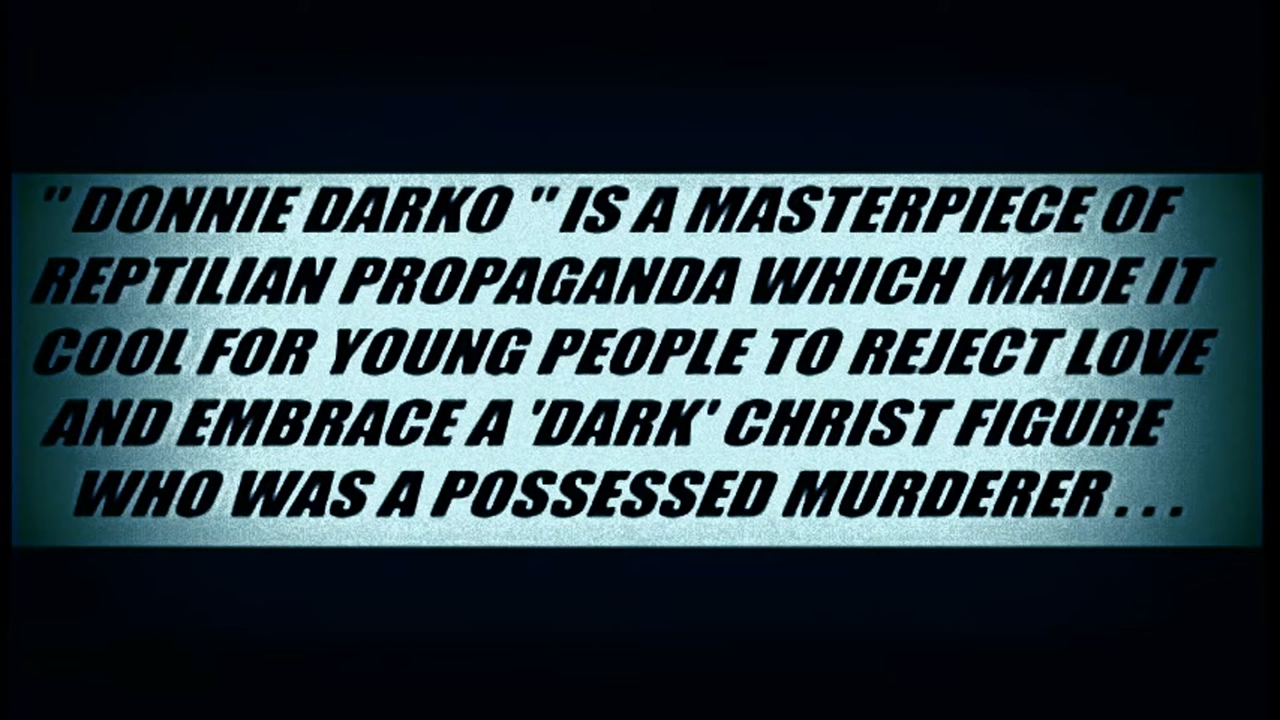 " DONNIE DARKO " IS A MASTERPIECE OF
REPTILIAN PROPAGANDA WHICH MADE IT
COOL FOR YOUNG PEOPLE TO REJECT LOVE
AND EMBRACE A 'DARK' CHRIST FIGURE
WHO WAS A POSSESSED MURDERER . . .